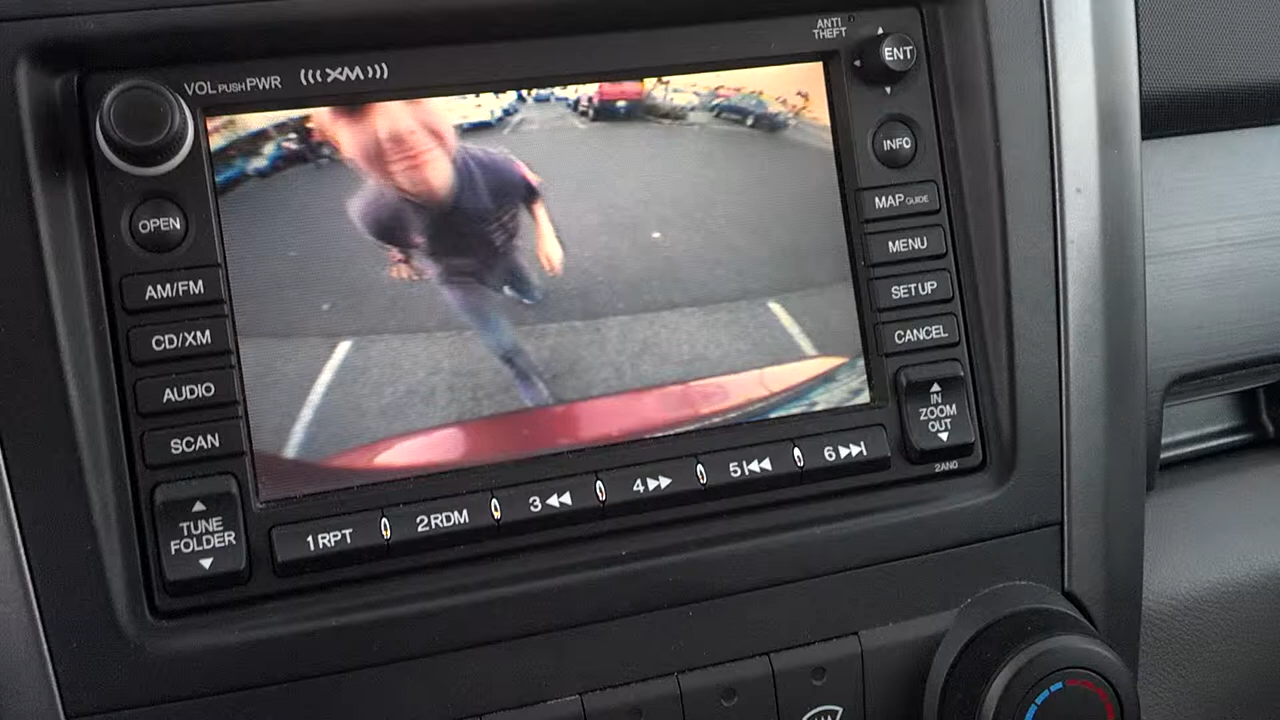 VOL PUSH PWR
(((XM)))
ANTI
THEFT
ENT
INFO
OPEN
MAP GUIDE
MENU
AM/FM
SETUP
CD/XM
CANCEL
AUDIO
IN
ZOOM
OUT
SCAN
2AN0
TUNE
FOLDER
1 RPT
2 RDM
3
4
5
6